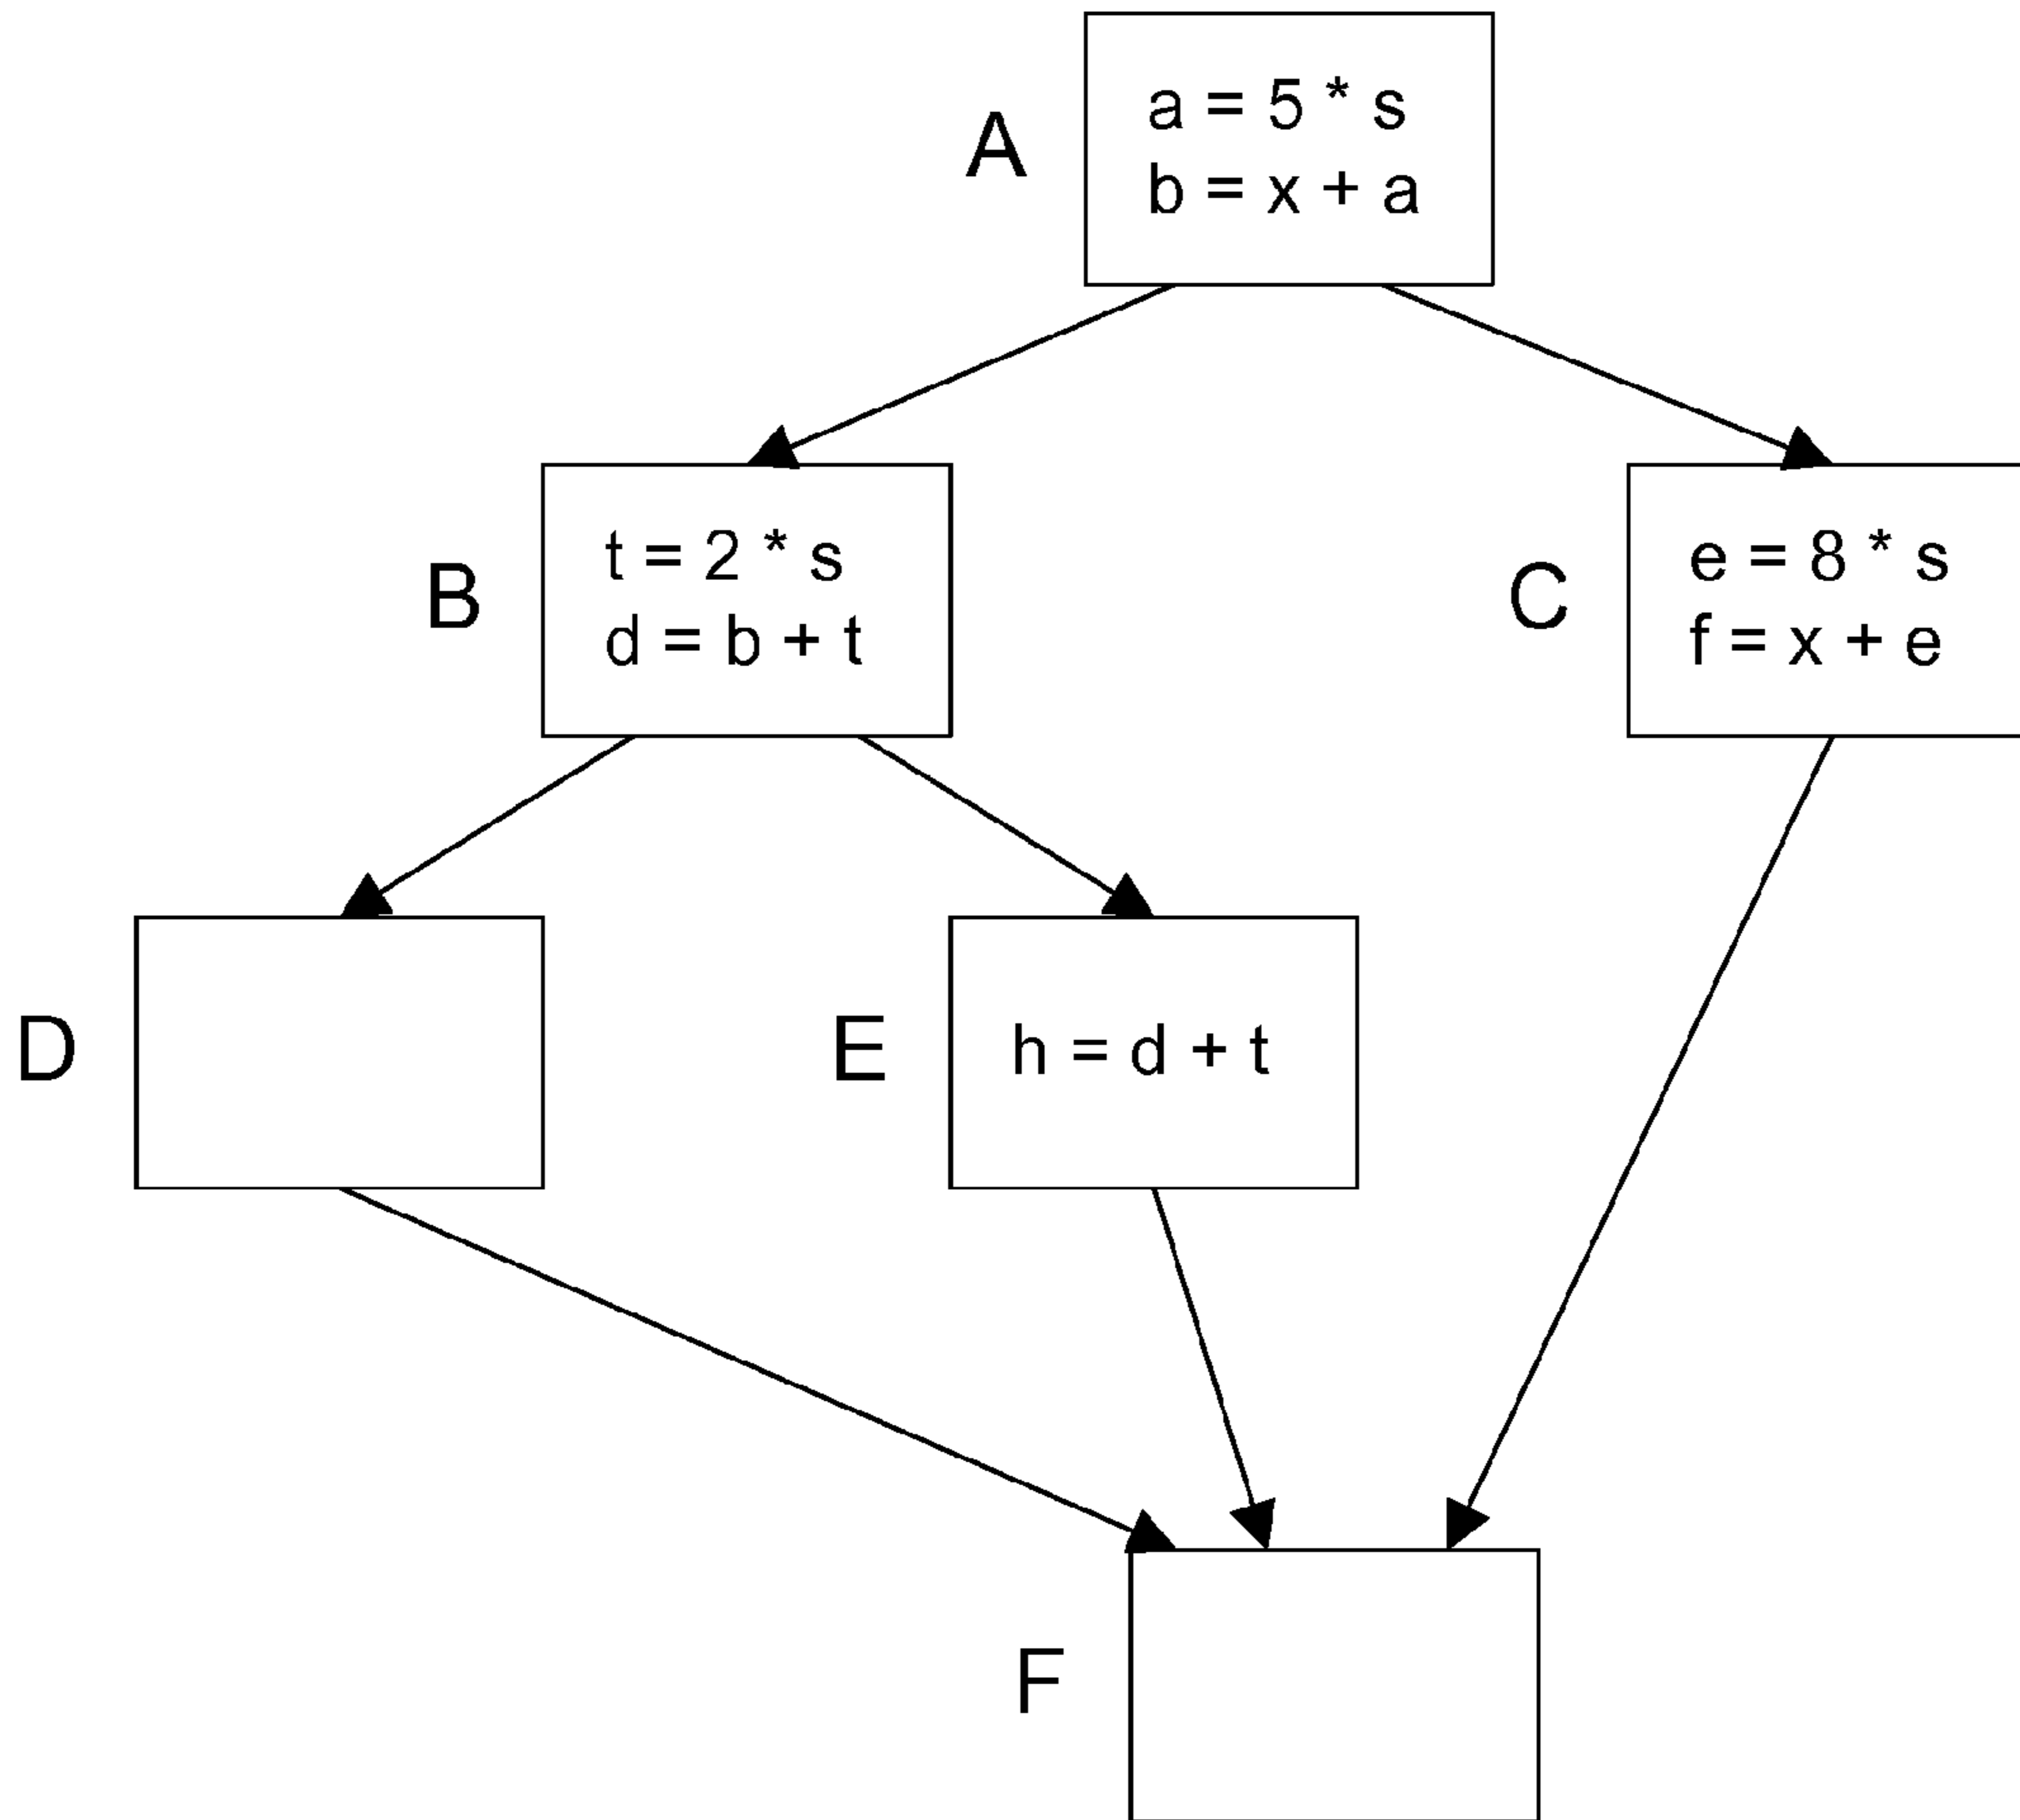 A
a = 5 * s
b = x + a
B
t = 2 * s
d = b + t
C
e = 8 * s
f = x + e
D
E
h = d + t
F